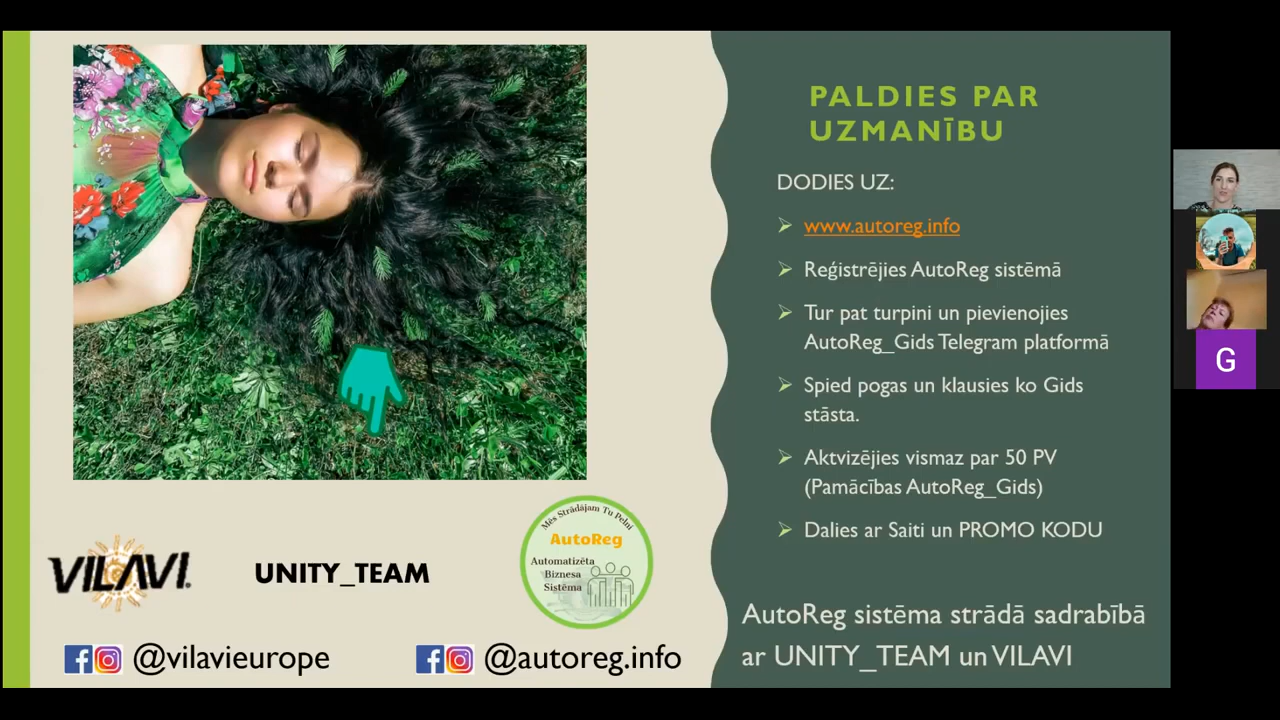 PALDIES PAR
UZMANĪBU
DODIES UZ:
www.autoreg.info
Reģistrējies AutoReg sistēmā
Tur pat turpini un pievienojies
AutoReg_Gids Telegram platformā
Spied pogas un klausies ko Gids
stāsta.
Aktvizējies vismaz par 50 PV
(Pamācības AutoReg_Gids)
Dalies ar Saiti un PROMO KODU
AutoReg sistēma strādā sadrabībā
ar UNITY_TEAM un VILAVI
VILAVI.
UNITY_TEAM
Mēs Strādājam Tu Pelni
AutoReg
Automatizēta
Biznesa
Sistēma
@vilavieurope
@autoreg.info
G